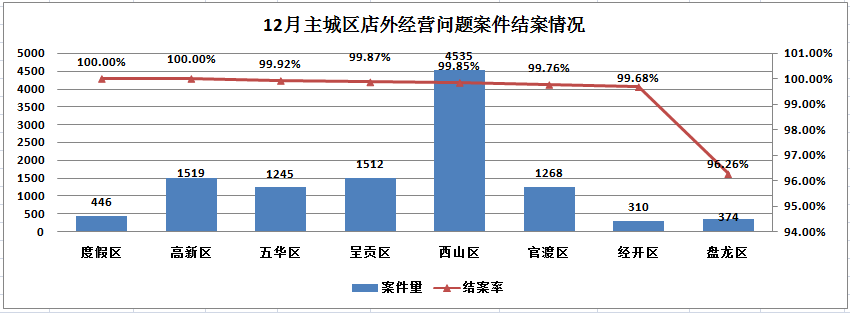 12月主城区店外经营问题案件结案情况
5000 101.00%
4500 100.00%
4000 99.00%
3500 98.00%
3000 97.00%
2500 96.00%
2000 95.00%
1500 94.00%
1000
500
0
100.00% 100.00% 99.92% 99.87% 99.85% 99.76% 99.68% 96.26%
446 1519 1245 1512 4535 1268 310 374
度假区 高新区 五华区 呈贡区 西山区 官渡区 经开区 盘龙区
案件量 结案率